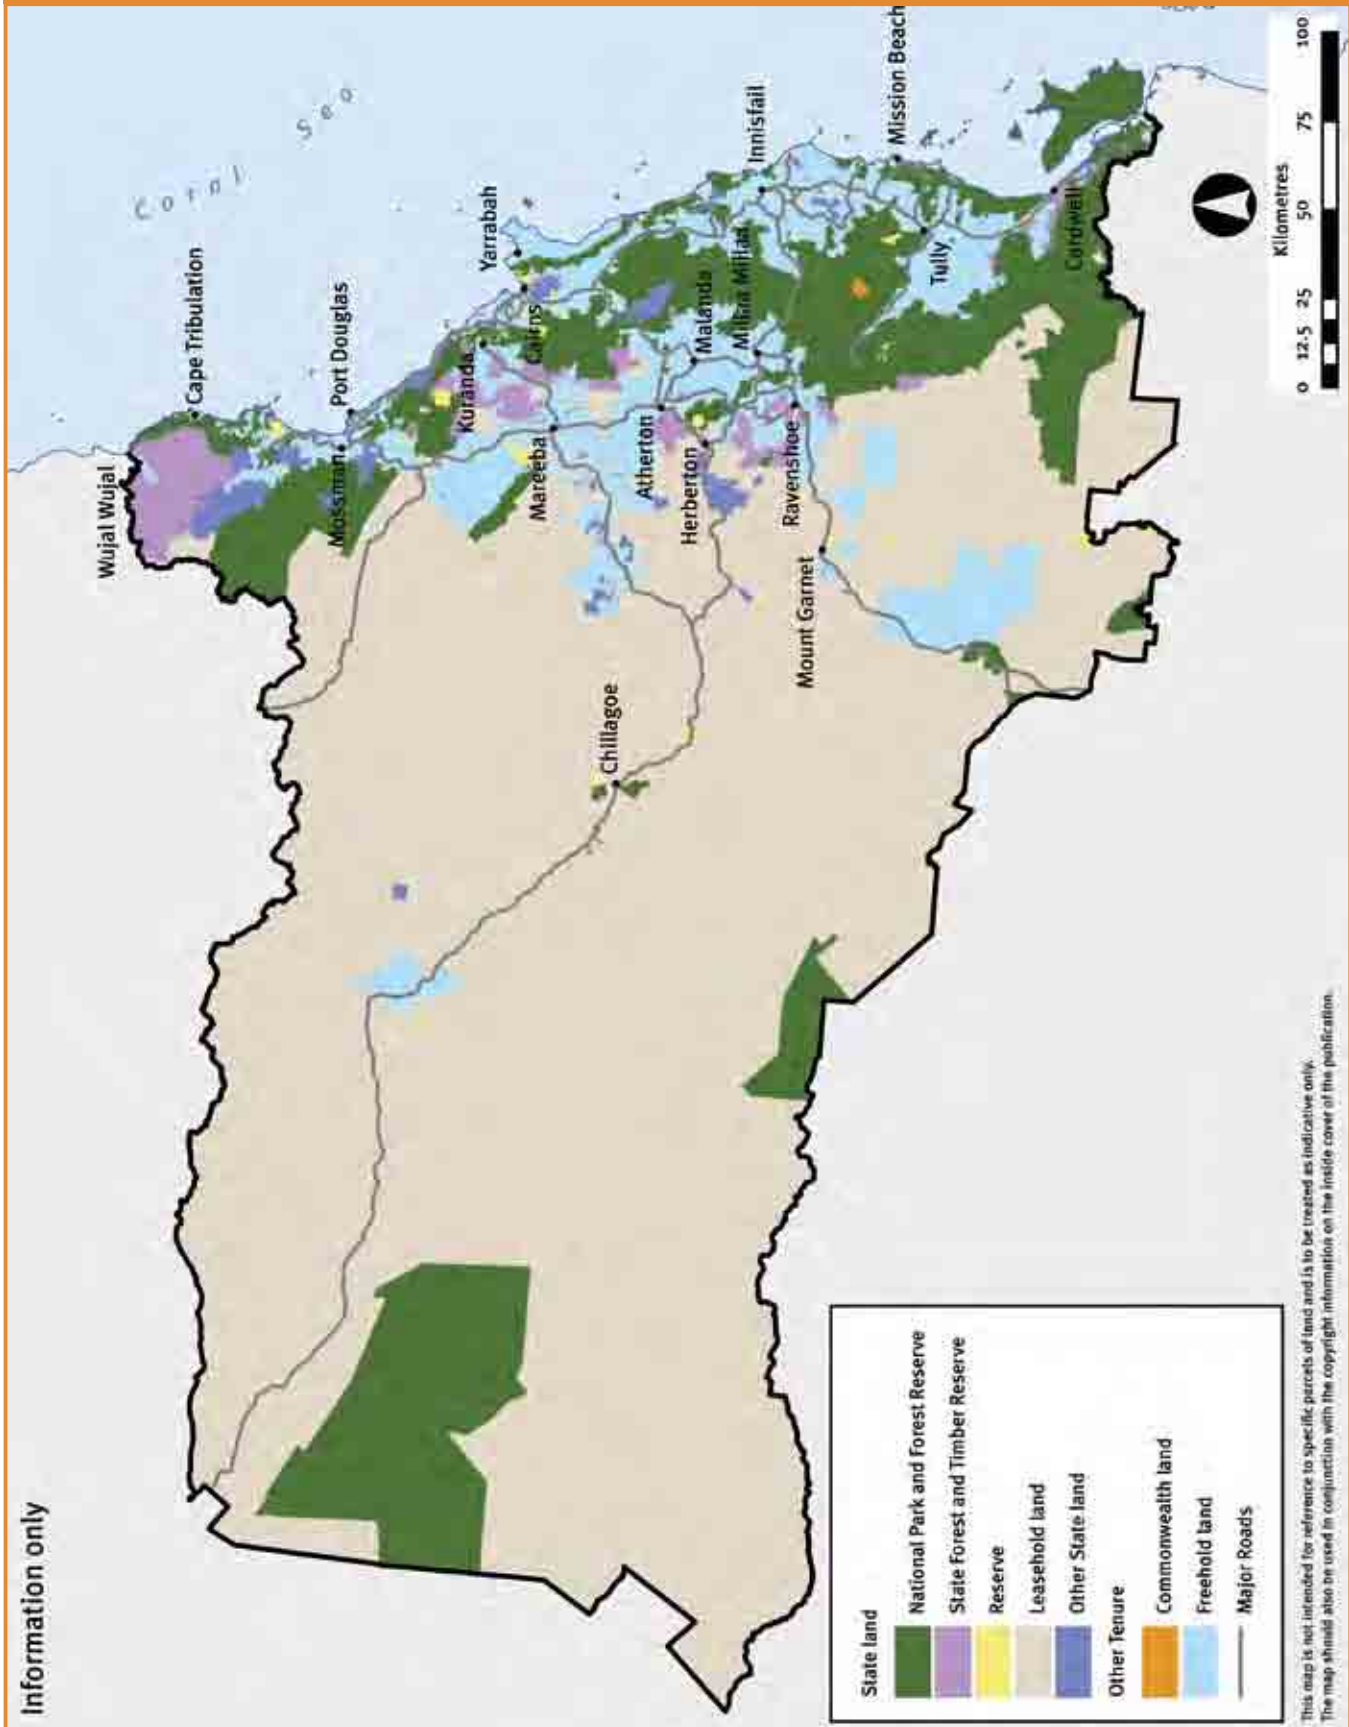 Information only
Coral Sea
Wujal Wujal
Cape Tribulation
Port Douglas
Mossman
Yarrabah
Cairns
Kuranda
Mareeba
Atherton
Herberton
Malanda
Millaa Millaa
Innisfail
Ravenshoe
Mission Beach
Tully
Cardwell
Mount Garnet
Chillagoe
State land
National Park and Forest Reserve
State Forest and Timber Reserve
Reserve
Leasehold land
Other State land
Other Tenure
Commonwealth land
Freehold land
Major Roads
Kilometres
0 12.5 25 50 75 100
This map is not intended for reference to specific parcels of land and is to be treated as indicative only.
The map should also be used in conjunction with the copyright information on the inside cover of the publication.